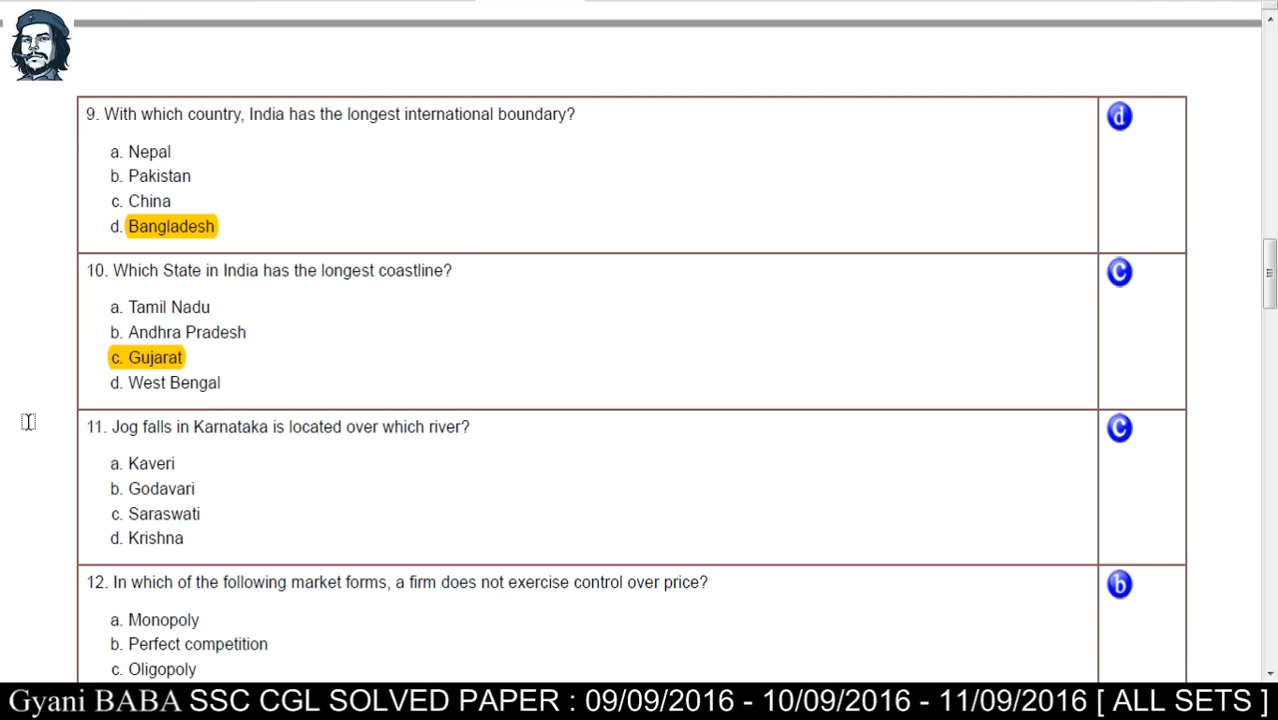 9. With which country, India has the longest international boundary?
d
a. Nepal
b. Pakistan
c. China
d. Bangladesh
10. Which State in India has the longest coastline?
C
a. Tamil Nadu
b. Andhra Pradesh
c. Gujarat
d. West Bengal
11. Jog falls in Karnataka is located over which river?
C
a. Kaveri
b. Godavari
c. Saraswati
d. Krishna
12. In which of the following market forms, a firm does not exercise control over price?
b
a. Monopoly
b. Perfect competition
c. Oligopoly
Gyani BABA SSC CGL SOLVED PAPER : 09/09/2016 - 10/09/2016 - 11/09/2016 [ ALL SETS ]